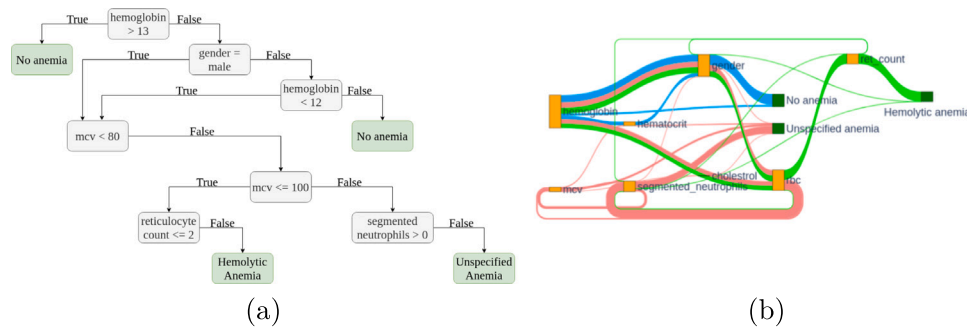 hemoglobin
> 13
True
False
No anemia
gender =
male
True
False
hemoglobin
< 12
True
False
mcv < 80
No anemia
False
mcv <= 100
True
False
reticulocyte
count <= 2
False
segmented
neutrophils > 0
False
Hemolytic
Anemia
Unspecified
Anemia
(a)
gender
ret_count
hemoglobin
No anemia
Hemolytic anemia
hematocrit
Unspecified anemia
cholestrol
rbc
mcv
segmented_neutrophils
(b)